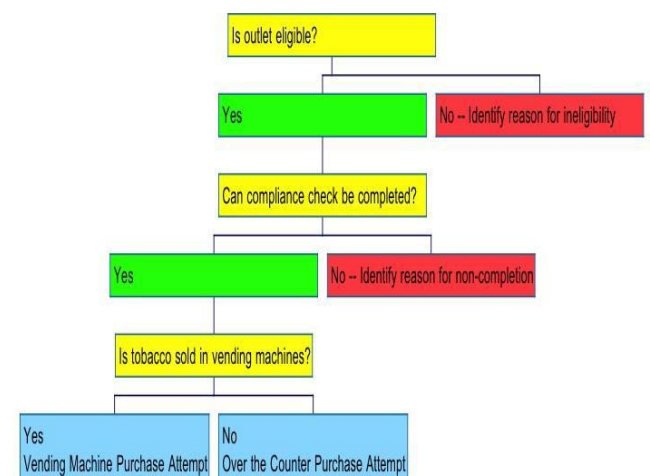 Is outlet eligible?
Yes
No -- Identify reason for ineligibility
Can compliance check be completed?
Yes
No -- Identify reason for non-completion
Is tobacco sold in vending machines?
Yes
Vending Machine Purchase Attempt
No
Over the Counter Purchase Attempt